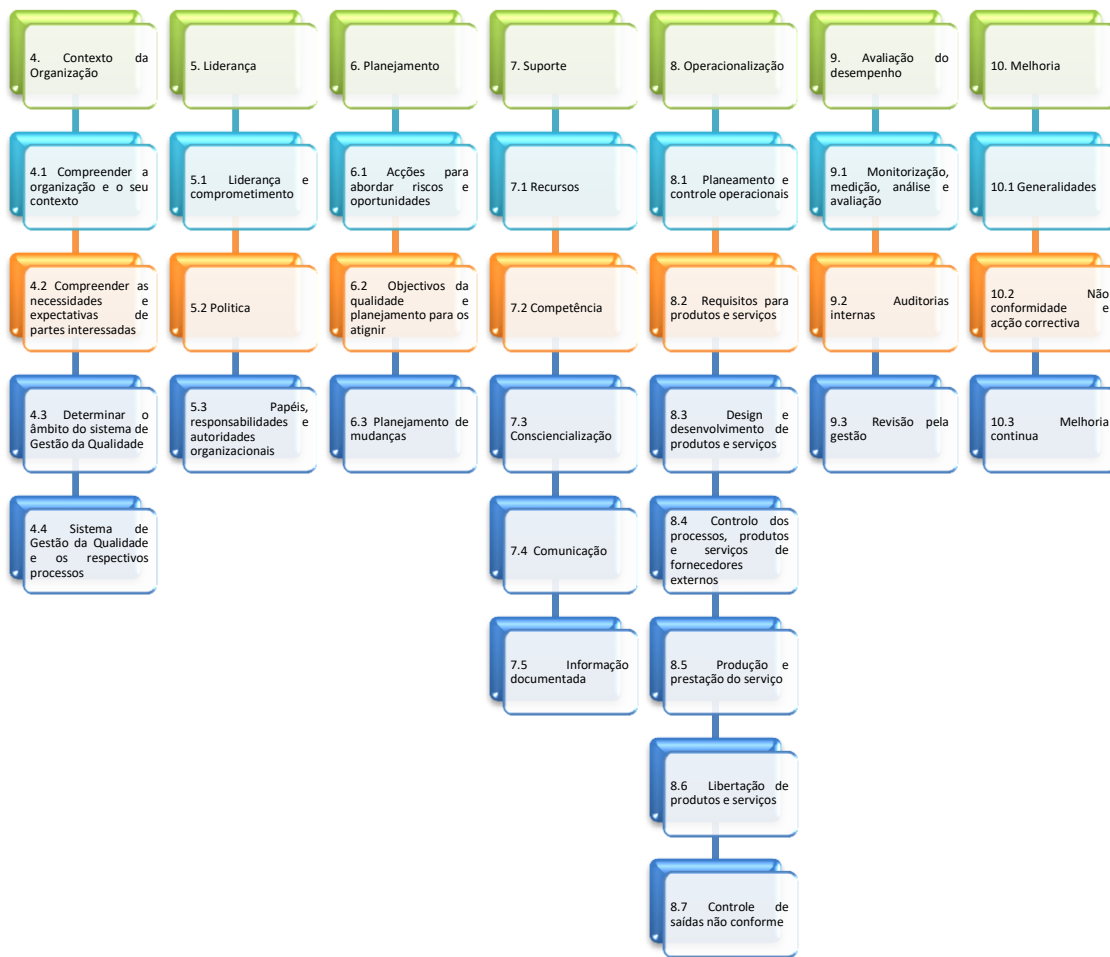 4. Contexto da
Organização
5. Liderança
6. Planejamento
7. Suporte
8. Operacionalização
9. Avaliação do
desempenho
10. Melhoria
4.1 Compreender a
organização e o seu
contexto
5.1 Liderança e
comprometimento
6.1 Acções para
abordar riscos e
oportunidades
7.1 Recursos
8.1 Planeamento e
controle operacionais
9.1 Monitorização,
medição, análise e
avaliação
10.1 Generalidades
4.2 Compreender as
necessidades e
expectativas de
partes interessadas
5.2 Politica
6.2 Objectivos da
qualidade e
planejamento para os
atignir
7.2 Competência
8.2 Requisitos para
produtos e serviços
9.2 Auditorias
internas
10.2 Não
conformidade e
acção correctiva
4.3 Determinar o
âmbito do sistema de
Gestão da Qualidade
5.3 Papéis,
responsabilidades e
autoridades
organizacionais
6.3 Planejamento de
mudanças
7.3
Consciencialização
8.3 Design e
desenvolvimento de
produtos e serviços
9.3 Revisão pela
gestão
10.3 Melhoria
continua
4.4 Sistema de
Gestão da Qualidade
e os respectivos
processos
7.4 Comunicação
8.4 Controlo dos
processos, produtos
e serviços de
fornecedores
externos
7.5 Informação
documentada
8.5 Produção e
prestação do serviço
8.6 Libertação de
produtos e serviços
8.7 Controle de
saídas não conforme